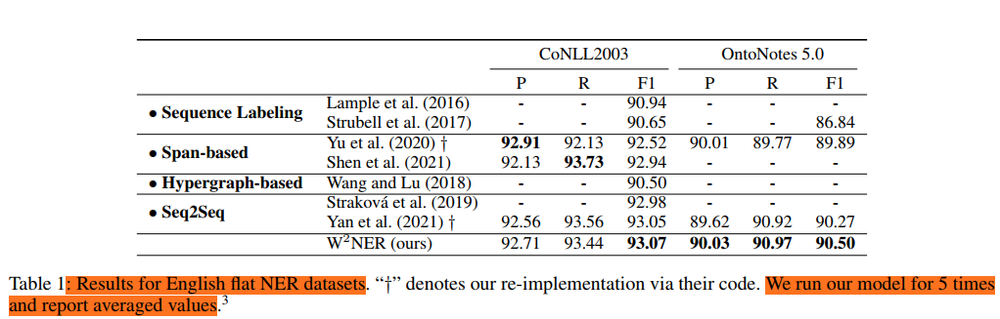 CoNLL2003 OntoNotes 5.0
P R F1 P R F1
• Sequence Labeling Lample et al. (2016) - - 90.94 - - -
Strubell et al. (2017) - - 90.65 - - 86.84
• Span-based Yu et al. (2020) † 92.91 92.13 92.52 90.01 89.77 89.89
Shen et al. (2021) 92.13 93.73 92.94 - - -
• Hypergraph-based Wang and Lu (2018) - - 90.50 - - -
• Seq2Seq Straková et al. (2019) - - 92.98 - - -
Yan et al. (2021) † 92.56 93.56 93.05 89.62 90.92 90.27
W²NER (ours) 92.71 93.44 93.07 90.03 90.97 90.50
Table 1: Results for English flat NER datasets. “†” denotes our re-implementation via their code. We run our model for 5 times
and report averaged values.³